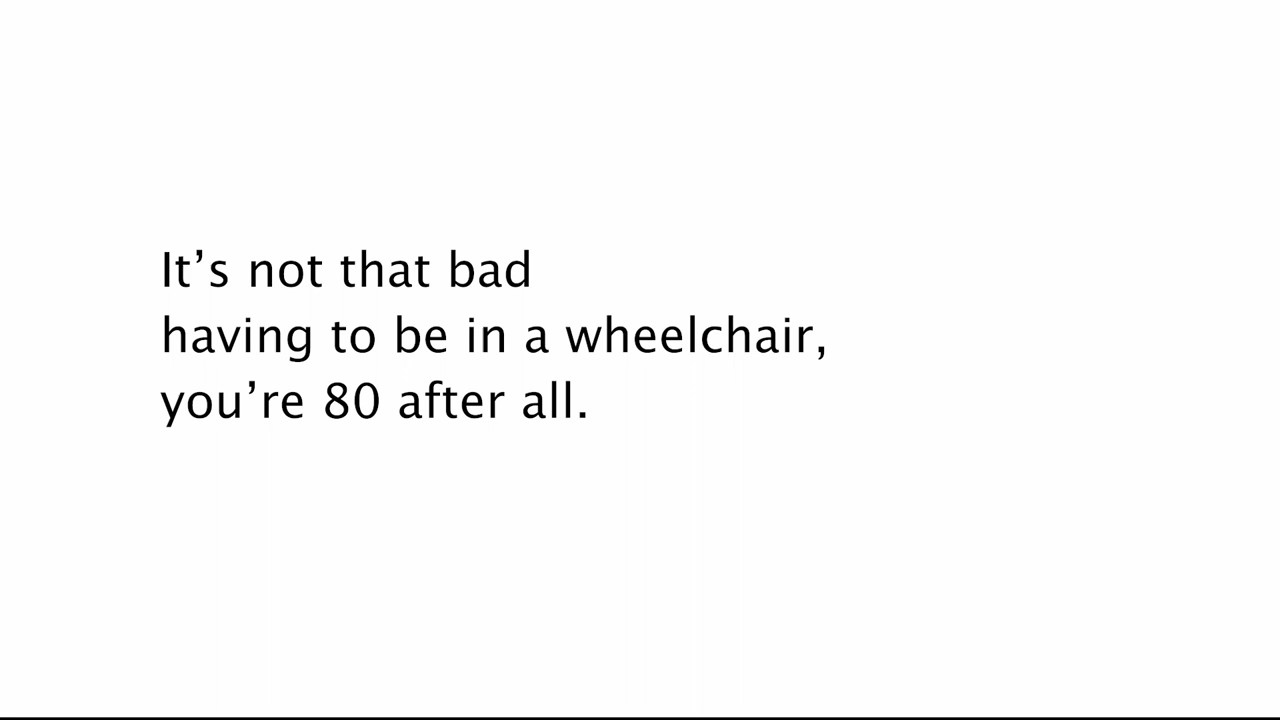 It’s not that bad
having to be in a wheelchair,
you’re 80 after all.